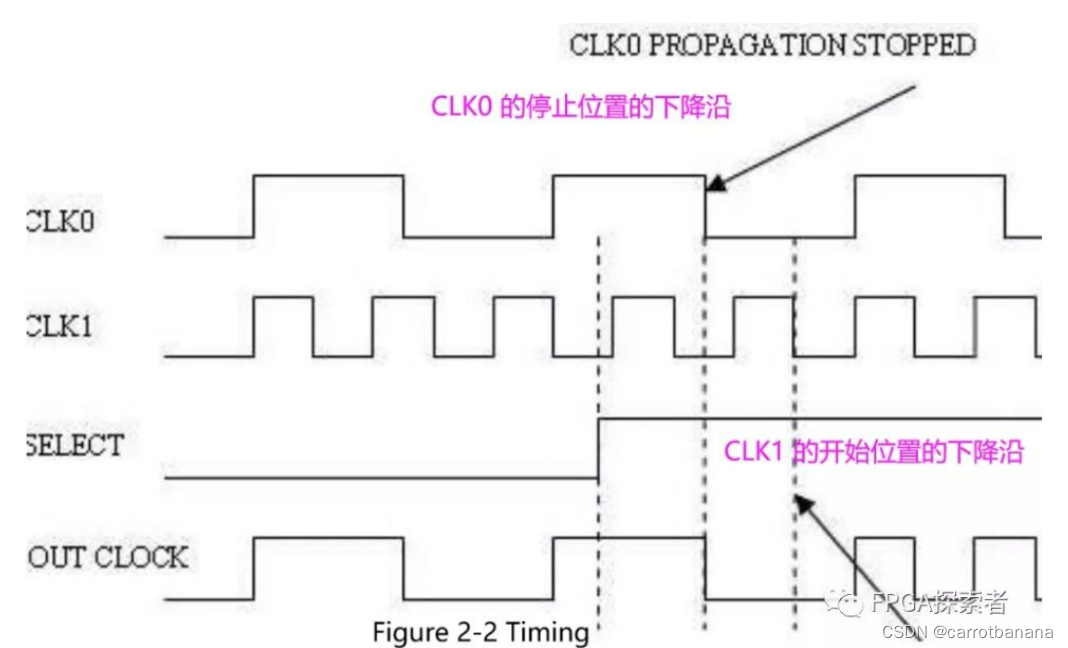 CLK0 PROPAGATION STOPPED
CLK0 的停止位置的下降沿
CLK0
CLK1
SELECT
CLK1 的开始位置的下降沿
OUT CLOCK
FPGA探索者
Figure 2-2 Timing
CSDN @carrotbanana